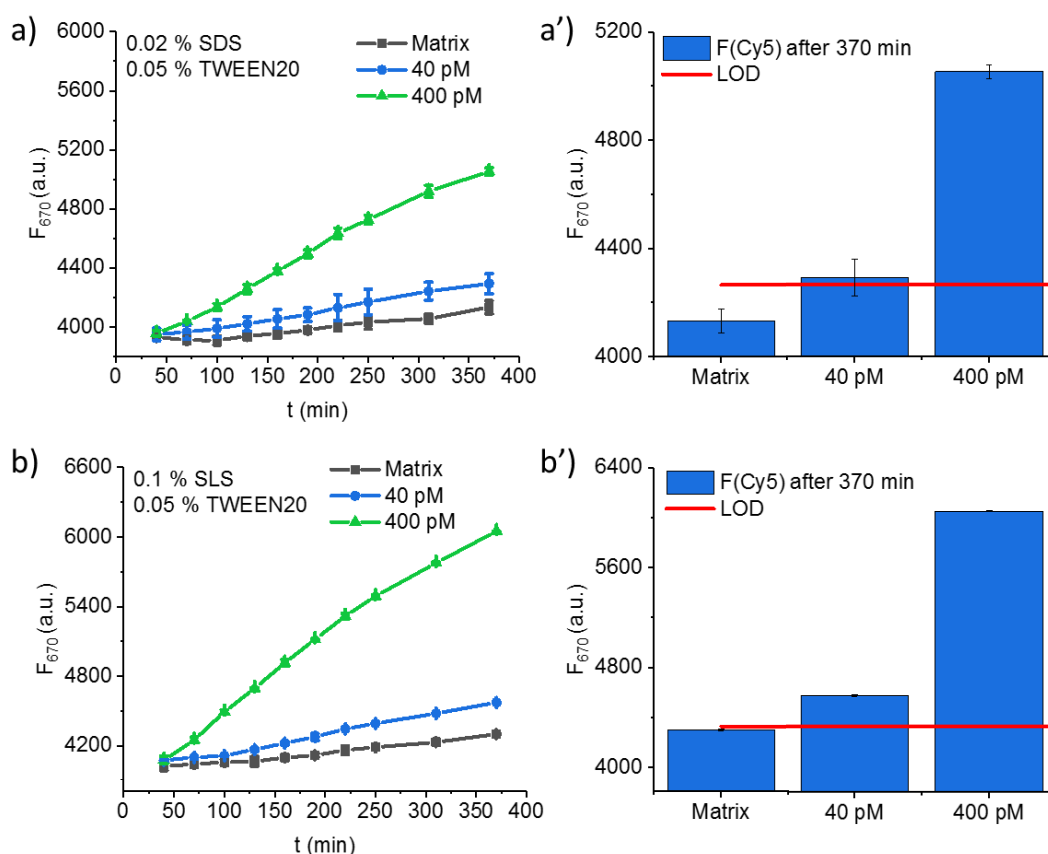 a)
0.02 % SDS
0.05 % TWEEN20
Matrix
40 pM
400 pM
6000
5600
5200
4800
4400
4000
F670 (a.u.)
0 50 100 150 200 250 300 350 400
t (min)
a')
F(Cy5) after 370 min
LOD
5200
4800
4400
4000
F670 (a.u.)
Matrix 40 pM 400 pM
b)
0.1 % SLS
0.05 % TWEEN20
Matrix
40 pM
400 pM
6600
6000
5400
4800
4200
F670 (a.u.)
0 50 100 150 200 250 300 350 400
t (min)
b')
F(Cy5) after 370 min
LOD
6400
5600
4800
4000
F670 (a.u.)
Matrix 40 pM 400 pM